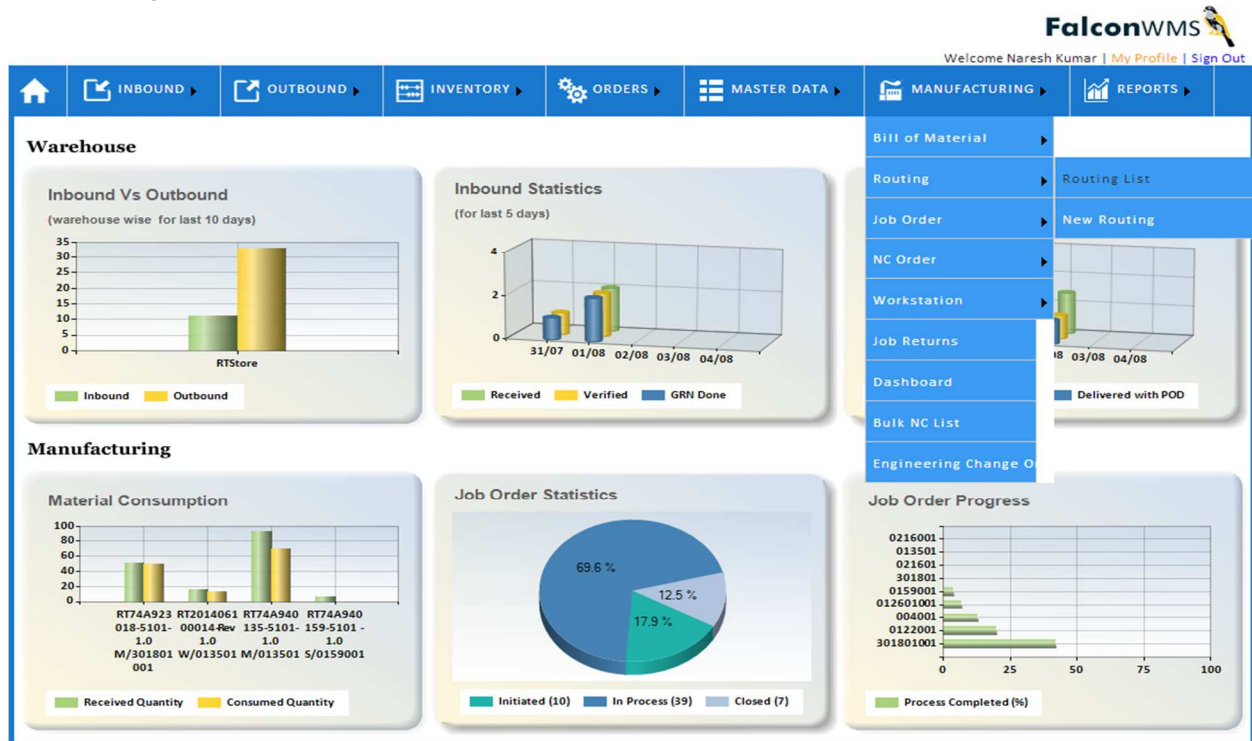 FalconWMS
Welcome Naresh Kumar | My Profile | Sign Out
INBOUND
OUTBOUND
INVENTORY
ORDERS
MASTER DATA
MANUFACTURING
REPORTS
Bill of Material
Routing
Routing List
Job Order
New Routing
NC Order
Workstation
Job Returns
Dashboard
Bulk NC List
Engineering Change O
Warehouse
Inbound Vs Outbound
(warehouse wise for last 10 days)
35
30
25
20
15
10
5
0
RTStore
Inbound Outbound
Inbound Statistics
(for last 5 days)
4
2
0
31/07 01/08 02/08 03/08 04/08
Received Verified GRN Done
03/08 04/08
Delivered with POD
Manufacturing
Material Consumption
100
80
60
40
20
0
RT74A923 RT2014061 RT74A940 RT74A940
018-5101- 00014-Rev 135-5101- 159-5101 -
1.0 1.0 1.0 1.0
M/301801 W/013501 M/013501 S/0159001
001
Received Quantity Consumed Quantity
Job Order Statistics
69.6 %
12.5 %
17.9 %
Initiated (10) In Process (39) Closed (7)
Job Order Progress
0216001
013501
021601
301801
0159001
012601001
004001
0122001
301801001
0 25 50 75 100
Process Completed (%)